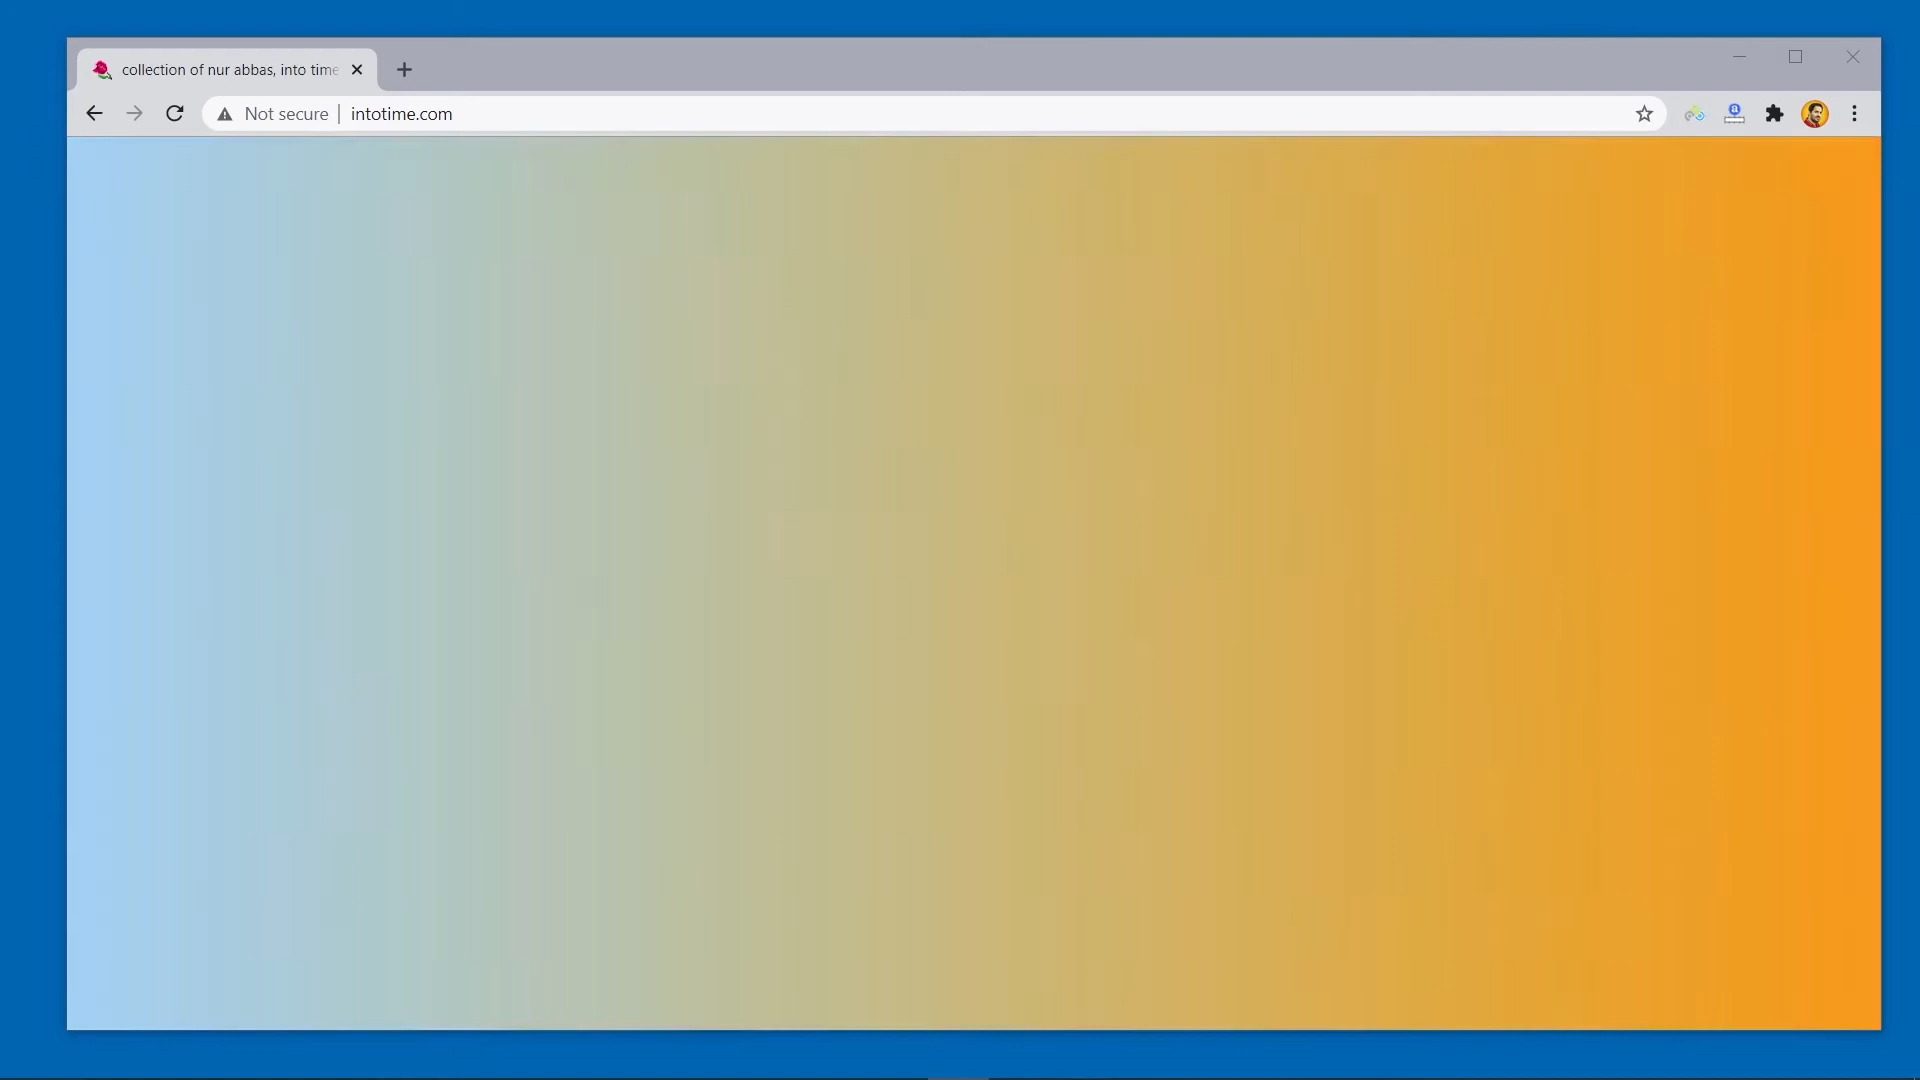 collection of nur abbas, into time
Not secure | intotime.com